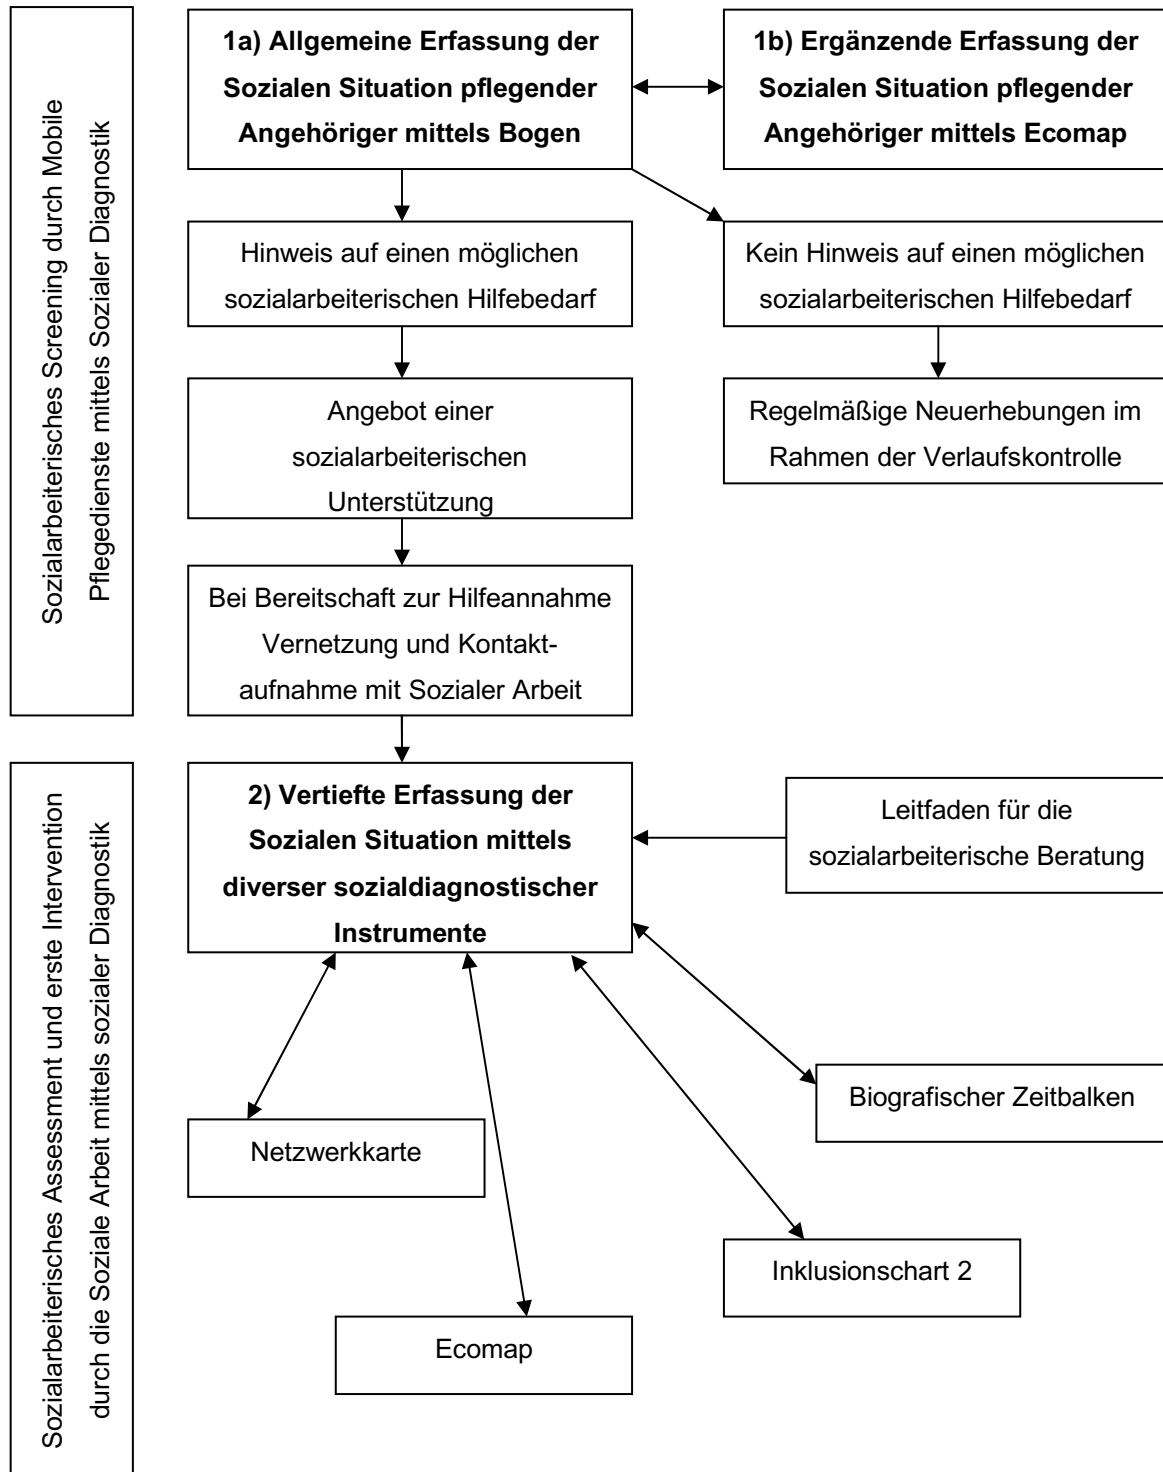 Sozialarbeiterisches Screening durch Mobile
Pflegedienste mittels Sozialer Diagnostik
1a) Allgemeine Erfassung der
Sozialen Situation pflegender
Angehöriger mittels Bogen
1b) Ergänzende Erfassung der
Sozialen Situation pflegender
Angehöriger mittels Ecomap
Hinweis auf einen möglichen
sozialarbeiterischen Hilfebedarf
Kein Hinweis auf einen möglichen
sozialarbeiterischen Hilfebedarf
Angebot einer
sozialarbeiterischen
Unterstützung
Regelmäßige Neuerhebungen im
Rahmen der Verlaufskontrolle
Bei Bereitschaft zur Hilfeannahme
Vernetzung und Kontakt-
aufnahme mit Sozialer Arbeit
Sozialarbeiterisches Assessment und erste Intervention
durch die Soziale Arbeit mittels sozialer Diagnostik
2) Vertiefte Erfassung der
Sozialen Situation mittels
diverser sozialdiagnostischer
Instrumente
Leitfaden für die
sozialarbeiterische Beratung
Biografischer Zeitbalken
Netzwerkkarte
Inklusionschart 2
Ecomap